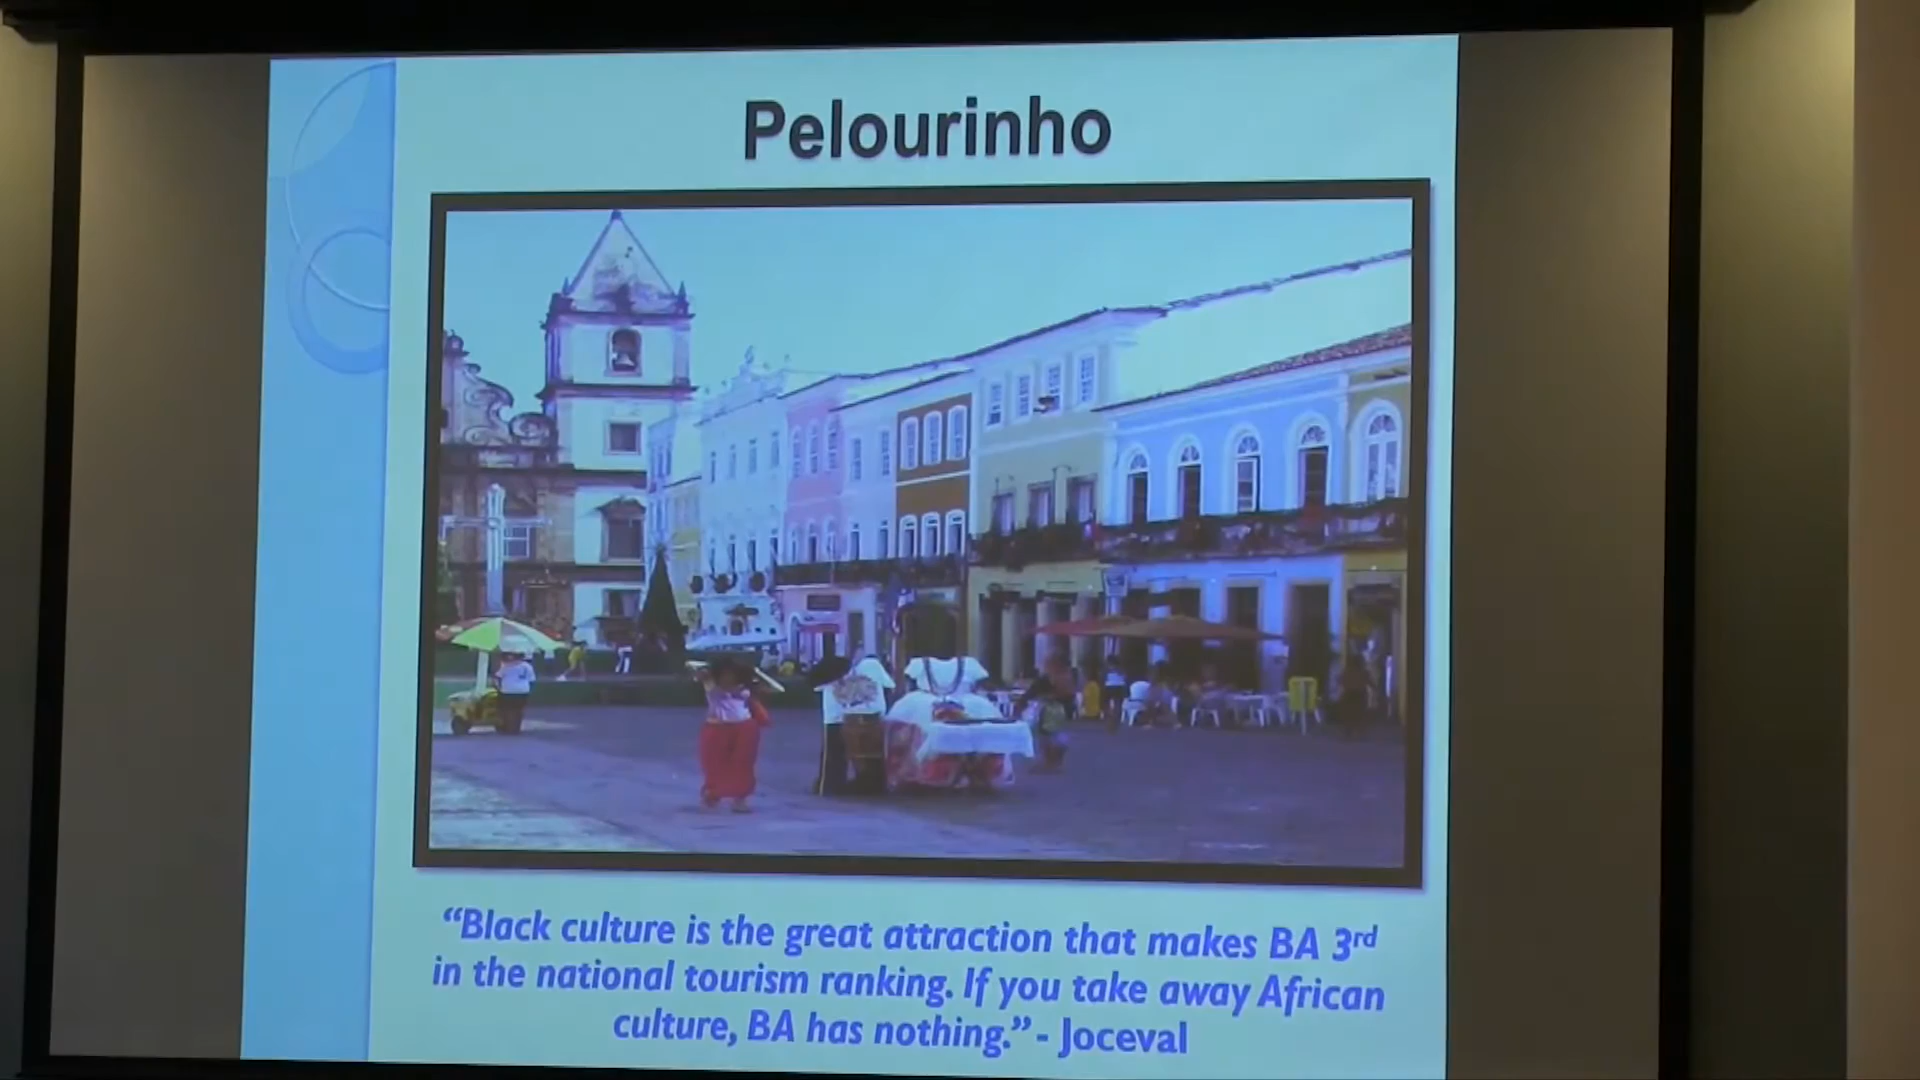 Pelourinho
“Black culture is the great attraction that makes BA 3rd
in the national tourism ranking. If you take away African
culture, BA has nothing.” - Joceval